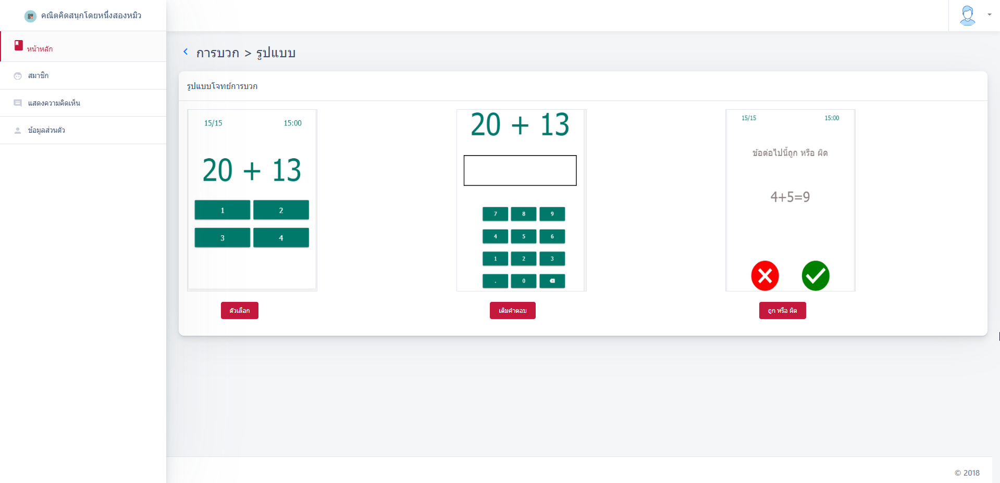 คณิตคิดสนุกโดยหนึ่งสองหมิว
หน้าหลัก
สมาชิก
แสดงความคิดเห็น
ข้อมูลส่วนตัว
การบวก > รูปแบบ
รูปแบบโจทย์การบวก
15/15 15:00
20 + 13
1 2
3 4
ตัวเลือก
20 + 13
7 8 9
4 5 6
1 2 3
. 0
เติมคำตอบ
15/15 15:00
ข้อต่อไปนี้ถูก หรือ ผิด
4+5=9
ถูก หรือ ผิด
© 2018